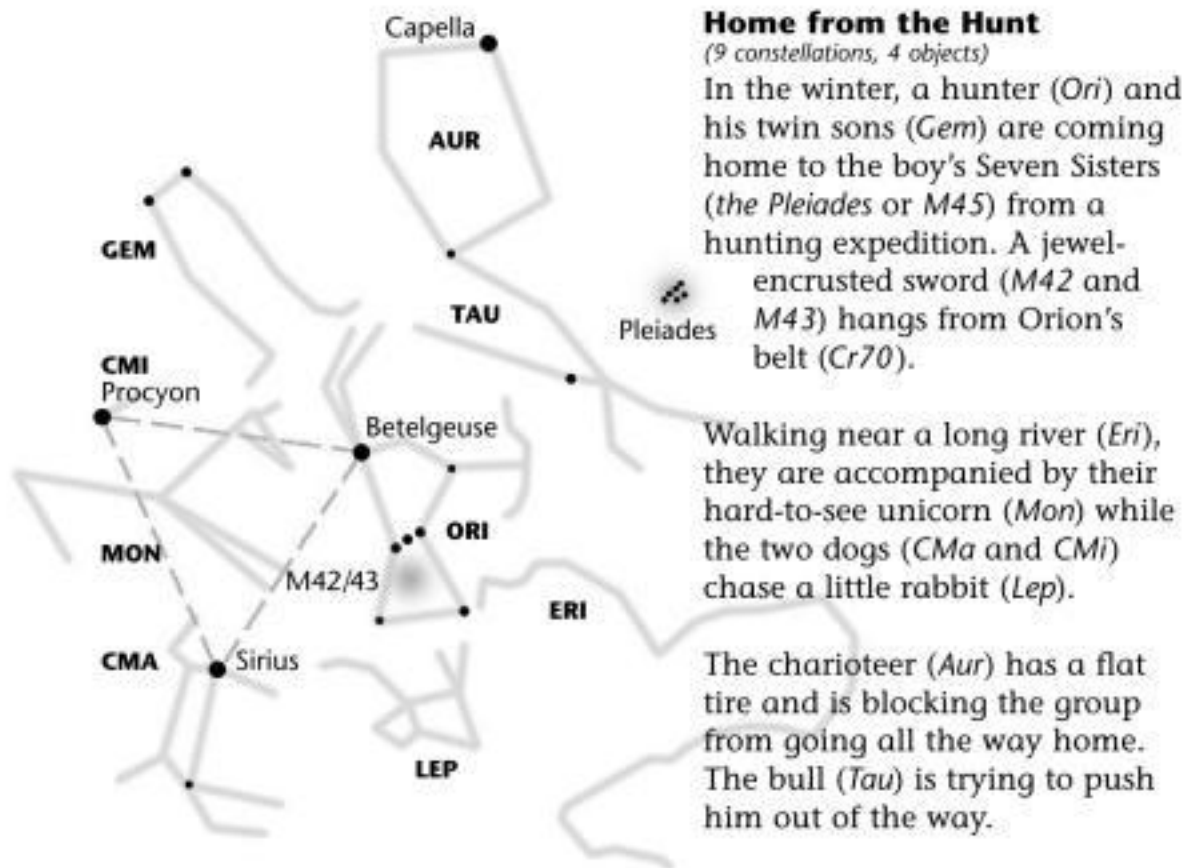 Home from the Hunt
(9 constellations, 4 objects)
In the winter, a hunter (Ori) and
his twin sons (Gem) are coming
home to the boy's Seven Sisters
(the Pleiades or M45) from a
hunting expedition. A jewel-
encrusted sword (M42 and
M43) hangs from Orion's
belt (Cr70).
Walking near a long river (Eri),
they are accompanied by their
hard-to-see unicorn (Mon) while
the two dogs (CMa and CMi)
chase a little rabbit (Lep).
The charioteer (Aur) has a flat
tire and is blocking the group
from going all the way home.
The bull (Tau) is trying to push
him out of the way.
Capella
AUR
GEM
TAU
Pleiades
CMI
Procyon
Betelgeuse
ORI
MON
M42/43
ERI
CMA
Sirius
LEP